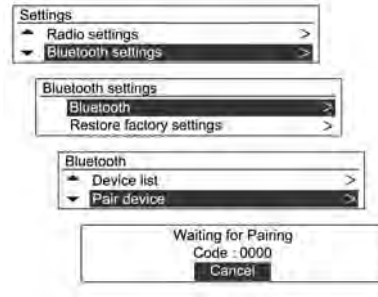 Settings
Radio settings >
Bluetooth settings >
Bluetooth settings
Bluetooth >
Restore factory settings >
Bluetooth
Device list >
Pair device >
Waiting for Pairing
Code : 0000
Cancel